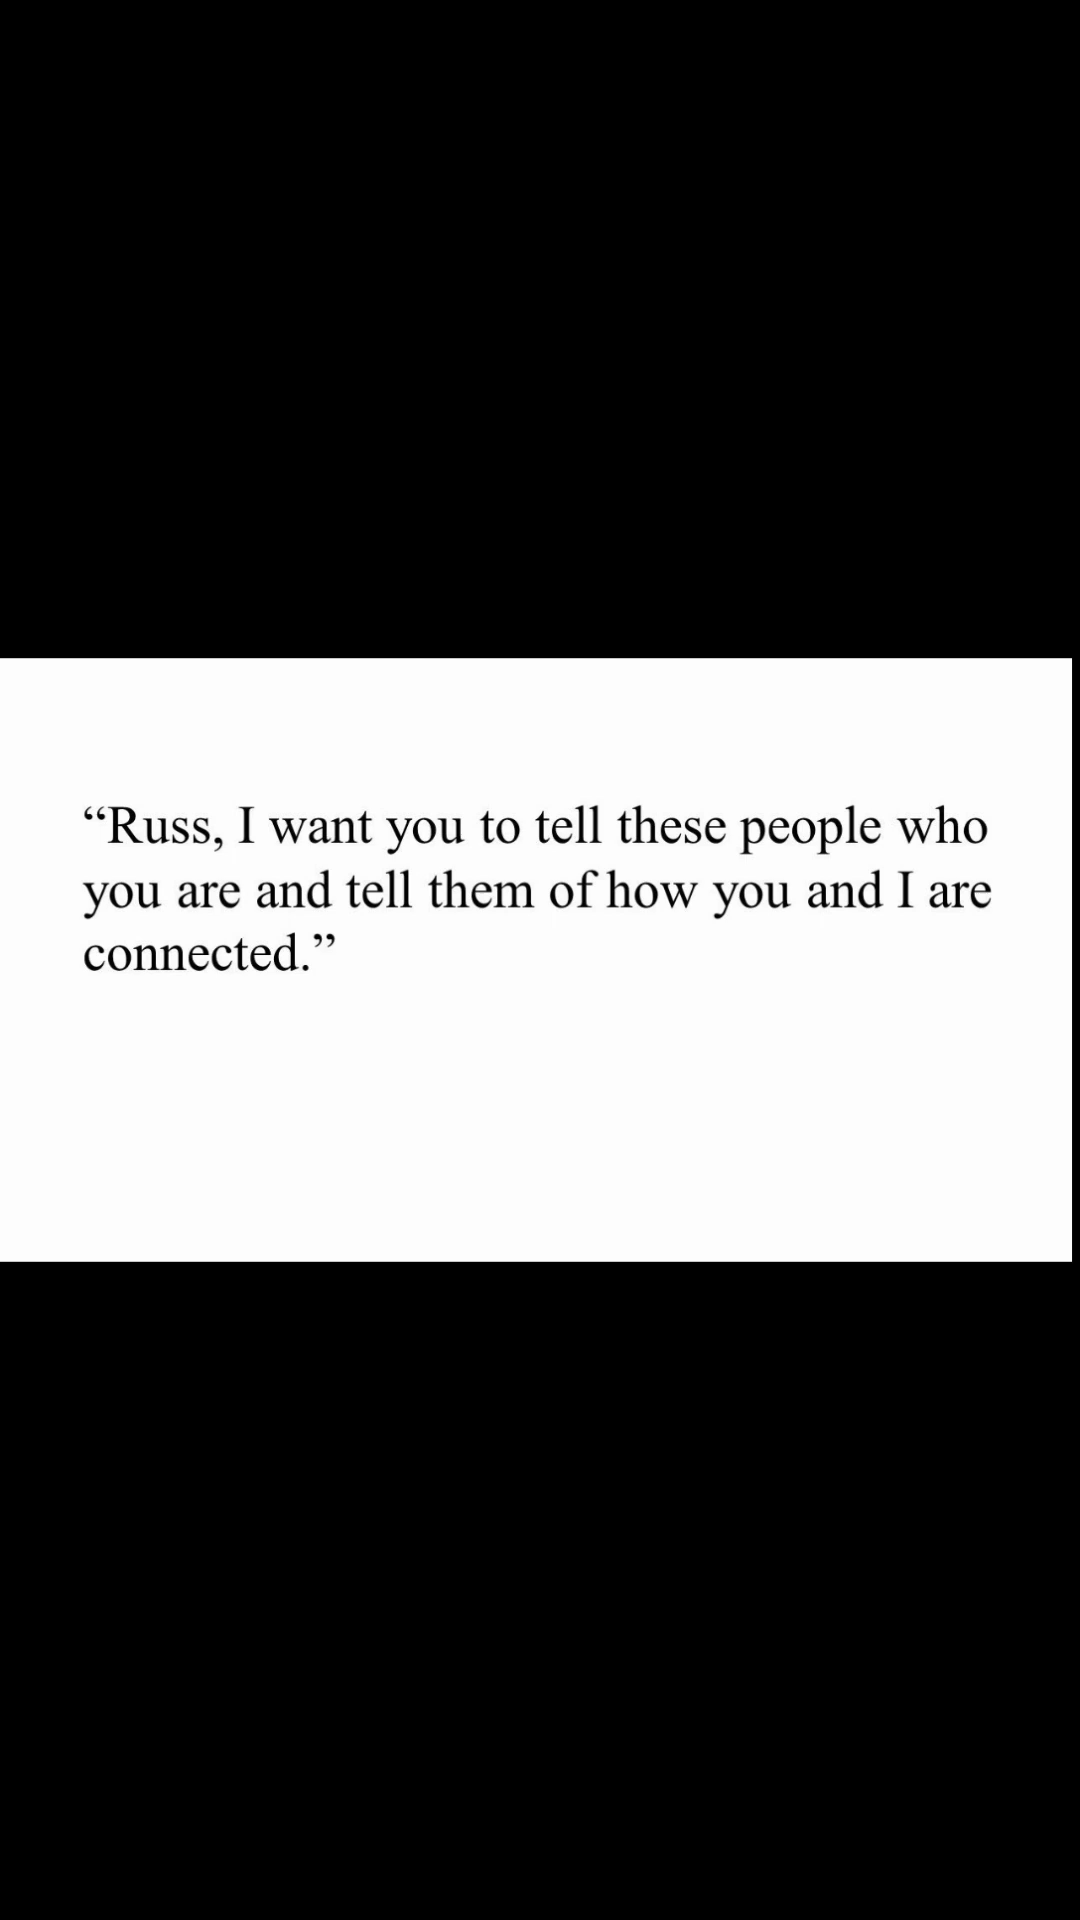 “Russ, I want you to tell these people who
you are and tell them of how you and I are
connected.”